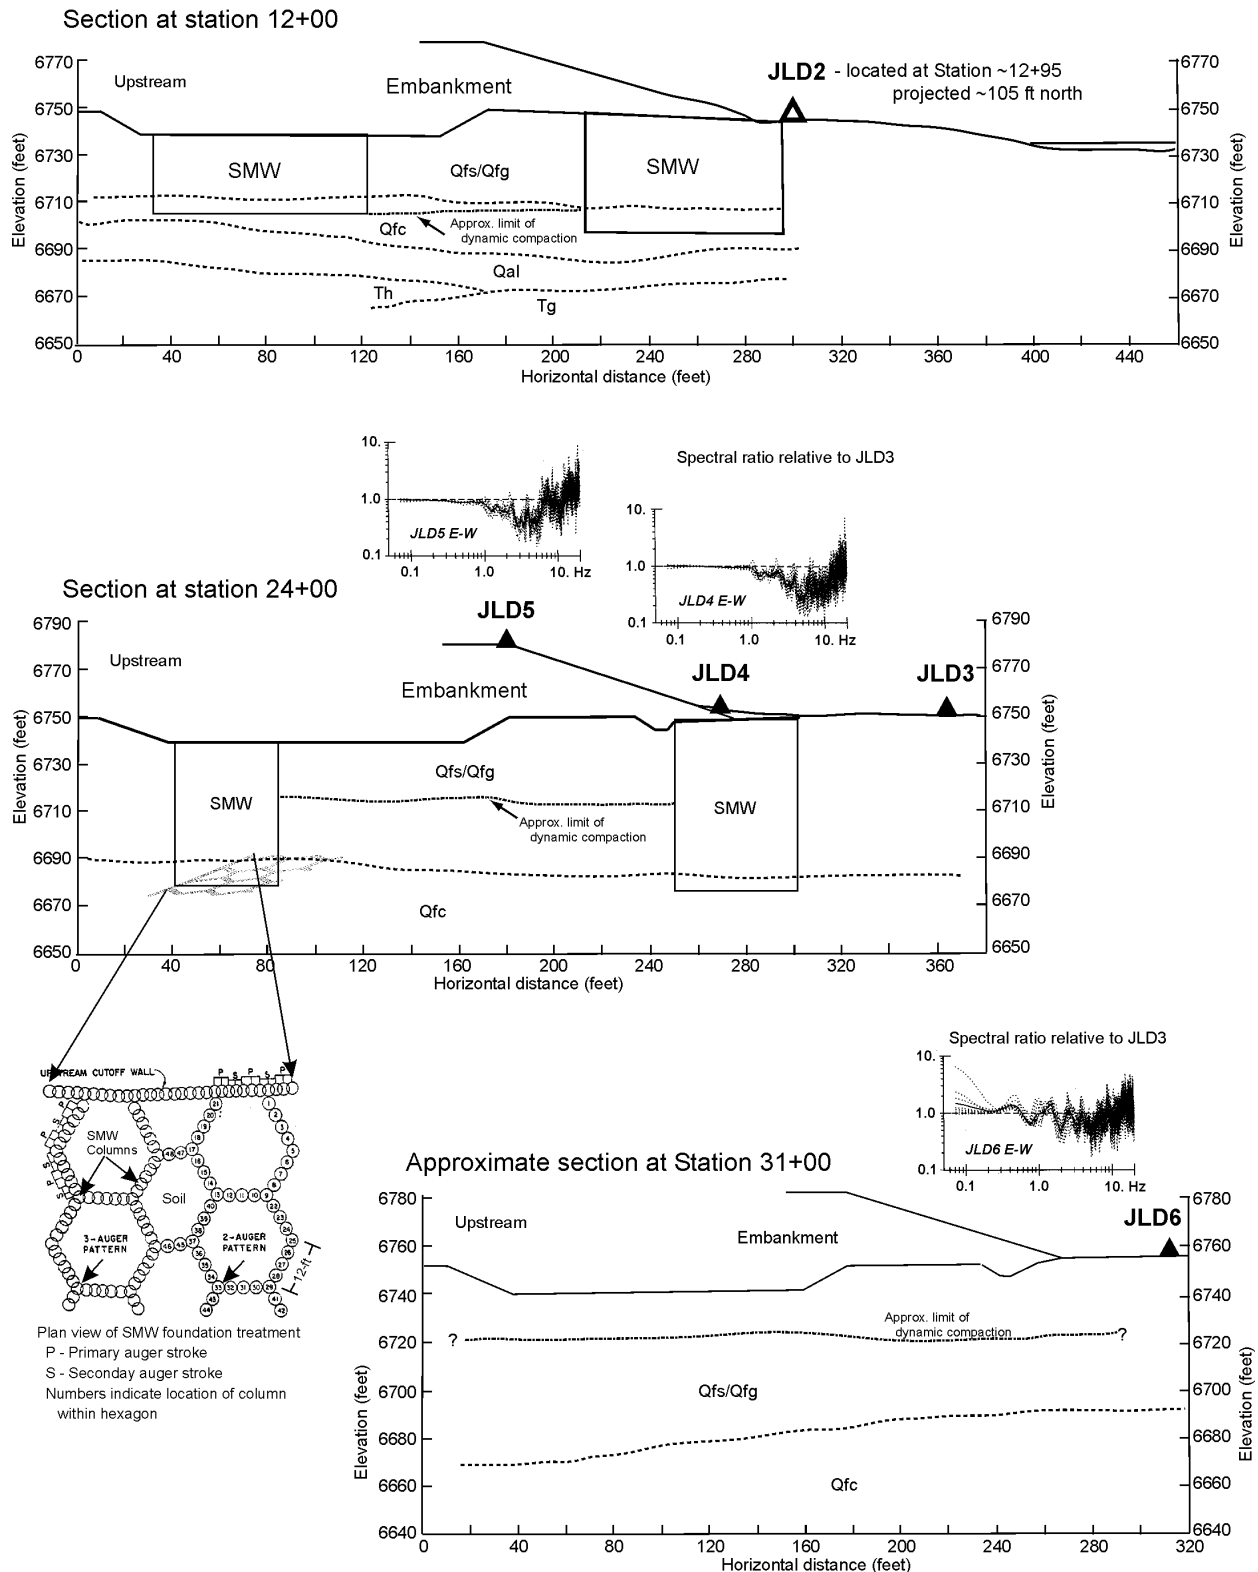 Section at station 12+00
6770
6750
6730
6710
6690
6670
6650
Elevation (feet)
Upstream
Embankment
JLD2 - located at Station ~12+95
projected ~105 ft north
SMW
Qfs/Qfg
SMW
Qfc
Approx. limit of
dynamic compaction
Qal
Th
Tg
6770
6750
6730
6710
6690
6670
6650
Elevation (feet)
0 40 80 120 160 200 240 280 320 360 400 440
Horizontal distance (feet)
10.
1.0
0.1
JLD5 E-W
0.1 1.0 10. Hz
Spectral ratio relative to JLD3
10.
1.0
0.1
JLD4 E-W
0.1 1.0 10. Hz
Section at station 24+00
6790
6770
6750
6730
6710
6690
6670
6650
Elevation (feet)
Upstream
JLD5
Embankment
JLD4
JLD3
Qfs/Qfg
SMW
SMW
Approx. limit of
dynamic compaction
Qfc
6790
6770
6750
6730
6710
6690
6670
6650
Elevation (feet)
0 40 80 120 160 200 240 280 320 360
Horizontal distance (feet)
UPSTREAM CUTOFF WALL
P S P S P
P S P S P S
SMW
Columns
Soil
3-AUGER
PATTERN
2-AUGER
PATTERN
12-ft
Plan view of SMW foundation treatment
P - Primary auger stroke
S - Seconday auger stroke
Numbers indicate location of column
within hexagon
Spectral ratio relative to JLD3
10.
1.0
0.1
JLD6 E-W
0.1 1.0 10. Hz
Approximate section at Station 31+00
6780
6760
6740
6720
6700
6680
6660
6640
Elevation (feet)
Upstream
Embankment
JLD6
? Approx. limit of
dynamic compaction ?
Qfs/Qfg
Qfc
6780
6760
6740
6720
6700
6680
6660
6640
Elevation (feet)
0 40 80 120 160 200 240 280 320
Horizontal distance (feet)